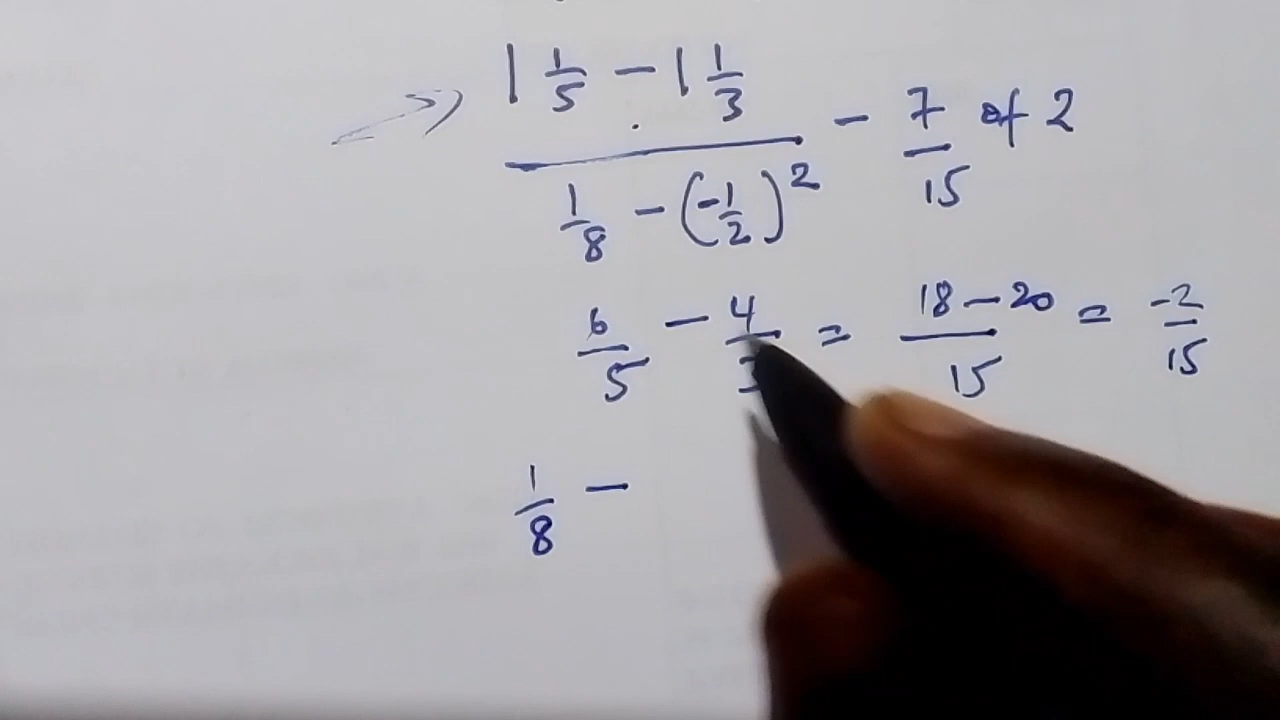 1 1/5 - 1 1/3 / 1/8 - (-1/2)^2 - 7/15 of 2
6/5 - 4/3 = 18 - 20 / 15 = -2/15
1/8 -